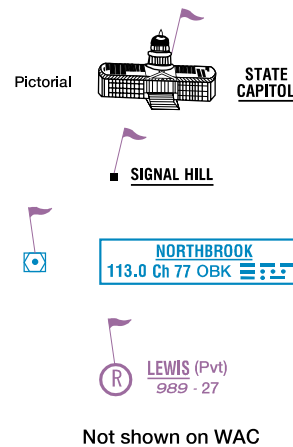 Pictorial
STATE
CAPITOL
SIGNAL HILL
NORTHBROOK
113.0 Ch 77 OBK
R
LEWIS (Pvt)
989 - 27
Not shown on WAC